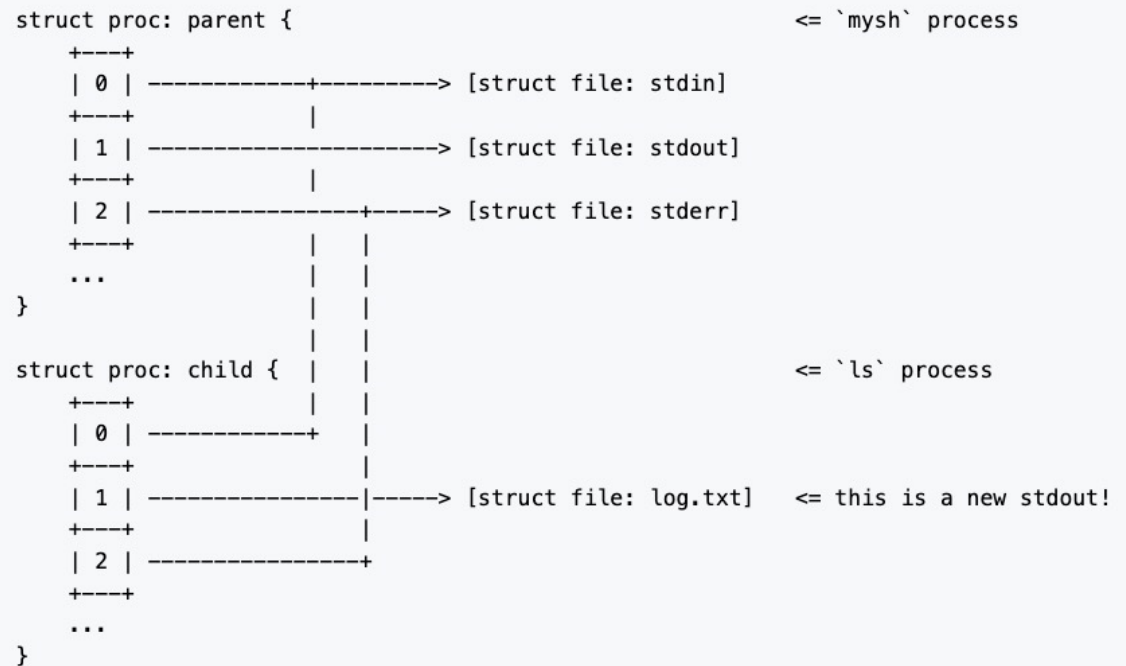 struct proc: parent {                                       <= `mysh` process
    +----+
    | 0 | ------------+---------> [struct file: stdin]
    +----+            |
    | 1 | ----------------------> [struct file: stdout]
    +----+            |
    | 2 | ----------------+-----> [struct file: stderr]
    +----+            |   |
    ...               |   |
}                     |   |
                      |   |
struct proc: child {  |   |                                 <= `ls` process
    +----+            |   |
    | 0 | ------------+   |
    +----+                |
    | 1 | ----------------|-----> [struct file: log.txt]   <= this is a new stdout!
    +----+                |
    | 2 | ----------------+
    +----+
    ...
}